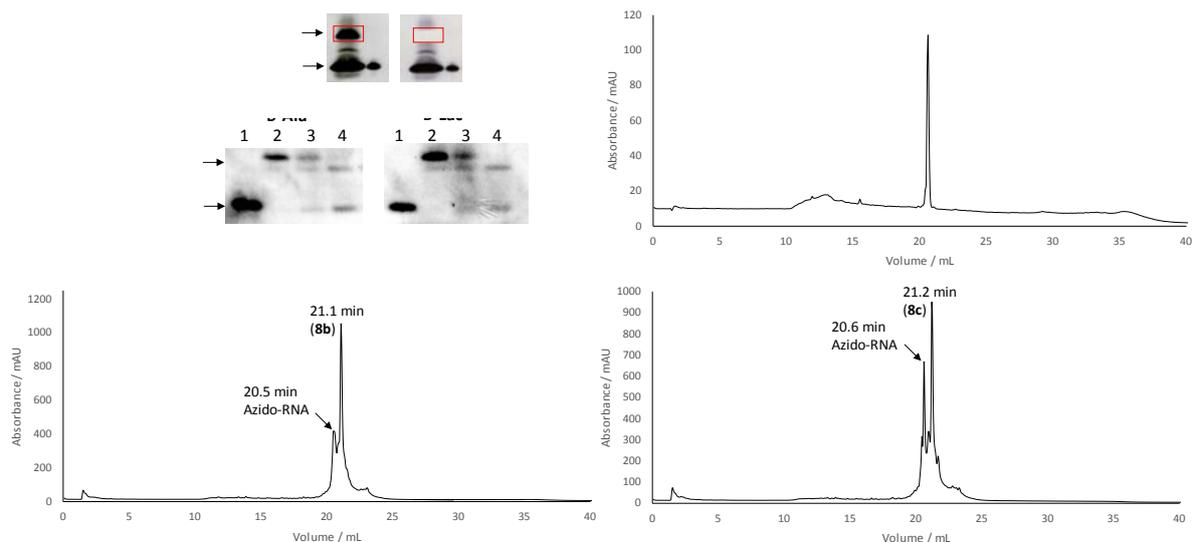 1 2 3 4
1 2 3 4
120
100
80
60
40
20
0
Absorbance / mAU
0 5 10 15 20 25 30 35 40
Volume / mL
1200
1000
800
600
400
200
0
Absorbance / mAU
21.1 min
(8b)
20.5 min
Azido-RNA
0 5 10 15 20 25 30 35 40
Volume / mL
1000
900
800
700
600
500
400
300
200
100
0
Absorbance / mAU
21.2 min
(8c)
20.6 min
Azido-RNA
0 5 10 15 20 25 30 35 40
Volume / mL